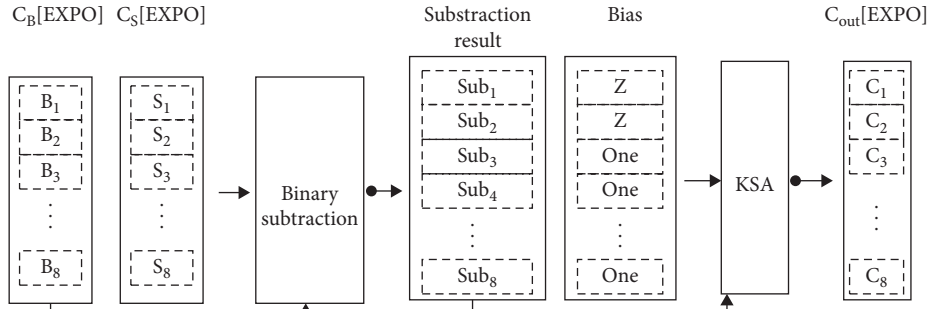 C_B[EXPO]
C_S[EXPO]
Substraction
result
Bias
C_out[EXPO]
B_1
B_2
B_3
B_8
S_1
S_2
S_3
S_8
Binary
subtraction
Sub_1
Sub_2
Sub_3
Sub_4
Sub_8
Z
Z
One
One
One
KSA
C_1
C_2
C_3
C_8